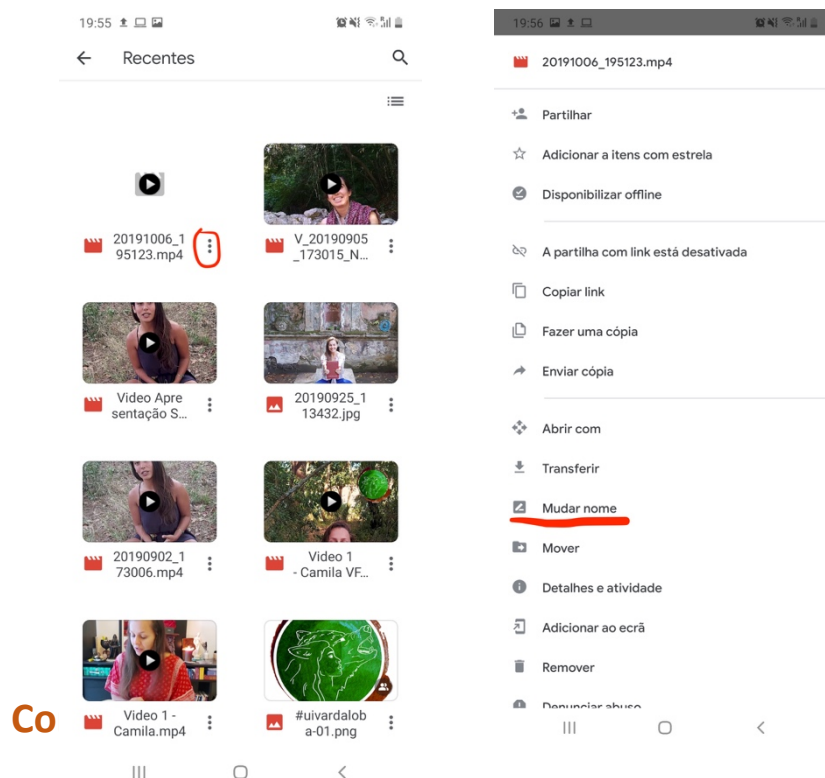 19:55
Recentes
20191006_1
95123.mp4
V_20190905
_173015_N...
Video Apre
sentação S...
20190925_1
13432.jpg
20190902_1
73006.mp4
Video 1
- Camila VF...
Video 1 -
Camila.mp4
#uivardalob
a-01.png
Co
19:56
20191006_195123.mp4
Partilhar
Adicionar a itens com estrela
Disponibilizar offline
A partilha com link está desativada
Copiar link
Fazer uma cópia
Enviar cópia
Abrir com
Transferir
Mudar nome
Mover
Detalhes e atividade
Adicionar ao ecrã
Remover
Denunciar abuso